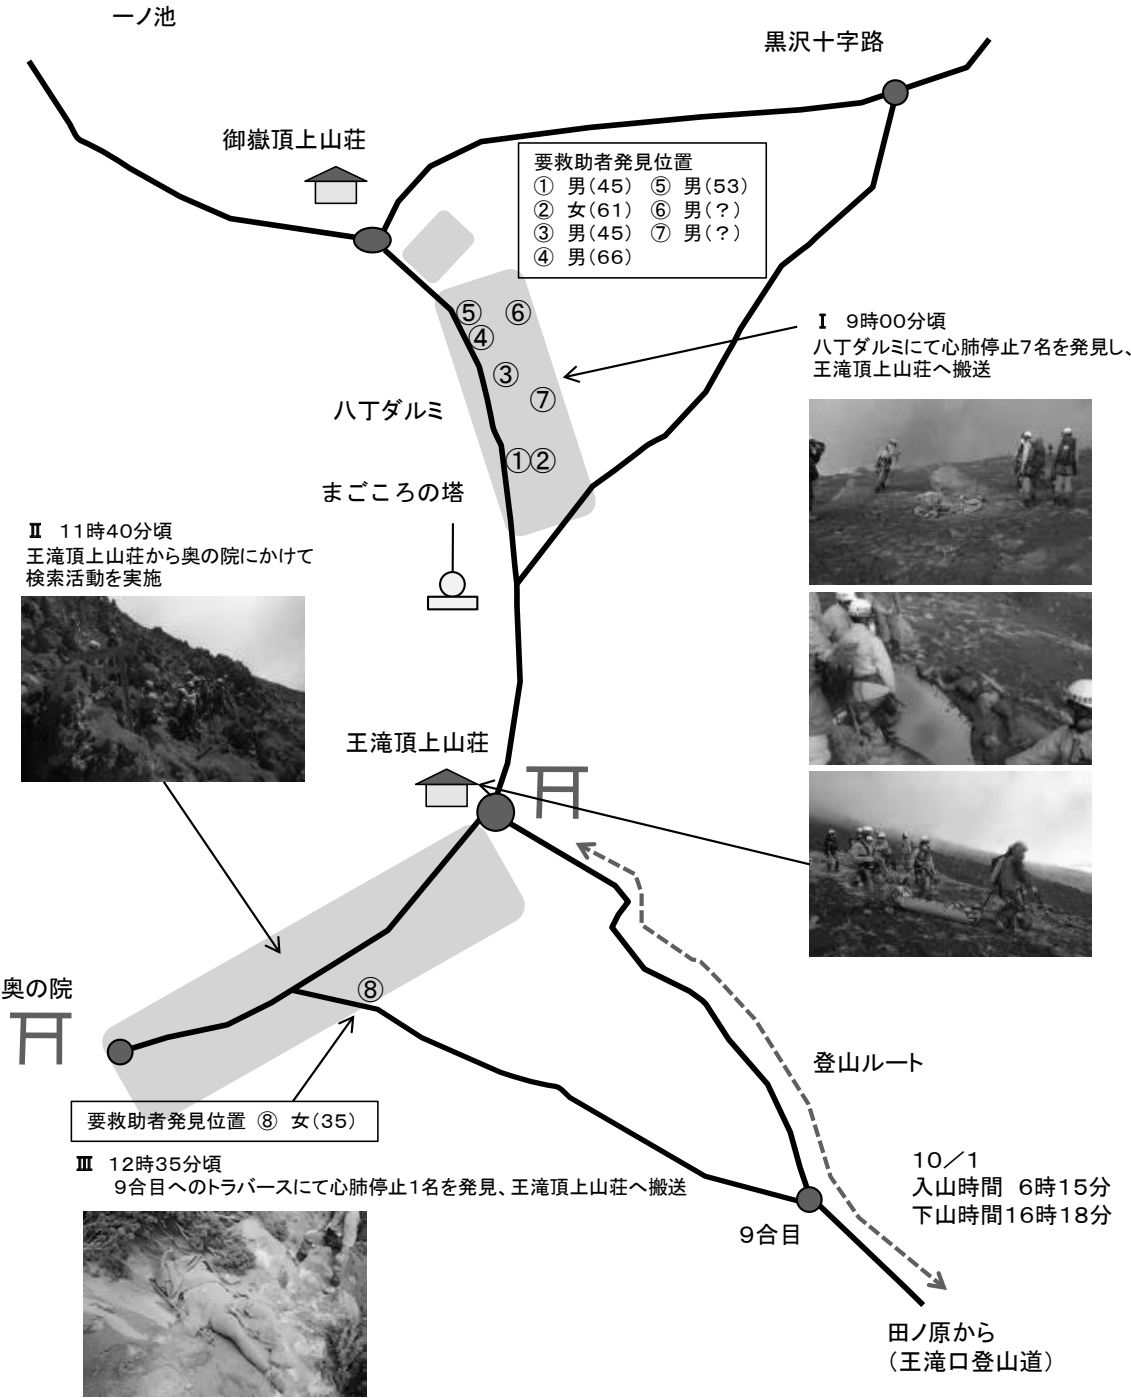 一ノ池
黒沢十字路
御嶽頂上山荘
要救助者発見位置
① 男(45) ⑤ 男(53)
② 女(61) ⑥ 男(?)
③ 男(45) ⑦ 男(?)
④ 男(66)
⑤ ⑥
④
③
⑦
①②
Ⅰ 9時00分頃
八丁ダルミにて心肺停止7名を発見し、
王滝頂上山荘へ搬送
八丁ダルミ
まごころの塔
Ⅱ 11時40分頃
王滝頂上山荘から奥の院にかけて
検索活動を実施
王滝頂上山荘
奥の院
⑧
登山ルート
要救助者発見位置 ⑧ 女(35)
Ⅲ 12時35分頃
9合目へのトラバースにて心肺停止1名を発見、王滝頂上山荘へ搬送
10/1
入山時間 6時15分
下山時間16時18分
9合目
田ノ原から
(王滝口登山道)